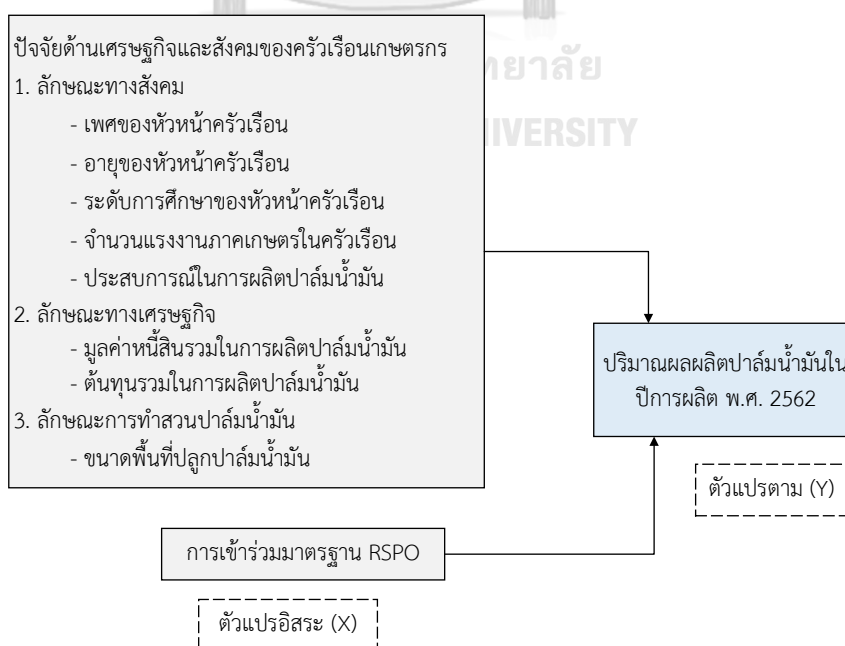 ปัจจัยด้านเศรษฐกิจและสังคมของครัวเรือนเกษตรกร
1. ลักษณะทางสังคม
- เพศของหัวหน้าครัวเรือน
- อายุของหัวหน้าครัวเรือน
- ระดับการศึกษาของหัวหน้าครัวเรือน
- จำนวนแรงงานภาคเกษตรในครัวเรือน
- ประสบการณ์ในการผลิตปาล์มน้ำมัน
2. ลักษณะทางเศรษฐกิจ
- มูลค่าหนี้สินรวมในการผลิตปาล์มน้ำมัน
- ต้นทุนรวมในการผลิตปาล์มน้ำมัน
3. ลักษณะการทำสวนปาล์มน้ำมัน
- ขนาดพื้นที่ปลูกปาล์มน้ำมัน
ทยาลัย
IVERSITY
ปริมาณผลผลิตปาล์มน้ำมันใน
ปีการผลิต พ.ศ. 2562
ตัวแปรตาม (Y)
การเข้าร่วมมาตรฐาน RSPO
ตัวแปรอิสระ (X)